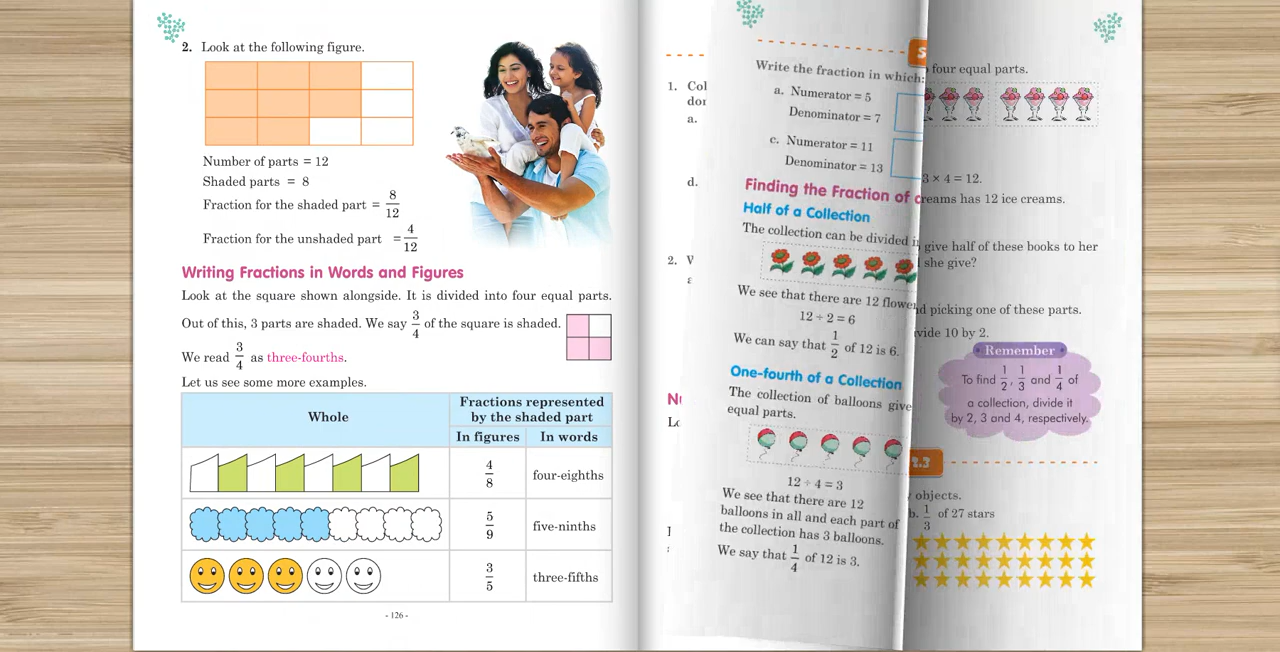 2. Look at the following figure.
Number of parts = 12
Shaded parts = 8
Fraction for the shaded part = 8/12
Fraction for the unshaded part = 4/12
Writing Fractions in Words and Figures
Look at the square shown alongside. It is divided into four equal parts.
Out of this, 3 parts are shaded. We say 3/4 of the square is shaded.
We read 3/4 as three-fourths.
Let us see some more examples.
Whole
Fractions represented
by the shaded part
In figures In words
4/8 four-eighths
5/9 five-ninths
3/5 three-fifths
- 126 -
1. Col
a.
d.
2.
Write the fraction in which:
a. Numerator = 5
Denominator = 7
c. Numerator = 11
Denominator = 13
Finding the Fraction of
Half of a Collection
The collection can be divided
We see that there are 12
12 ÷ 2 = 6
We can say that 1/2 of 12 is 6.
One-fourth of a Collection
The collection of balloons
equal parts.
12 ÷ 4 = 3
We see that there are 12
balloons in all and each part of
the collection has 3 balloons.
We say that 1/4 of 12 is 3.
four equal parts.
3 × 4 = 12.
creams has 12 ice creams.
give half of these books to her
she give?
picking one of these parts.
10 by 2.
Remember
To find 1/2, 1/3 and 1/4 of
a collection, divide it
by 2, 3 and 4, respectively.
objects.
b. 1/3 of 27 stars